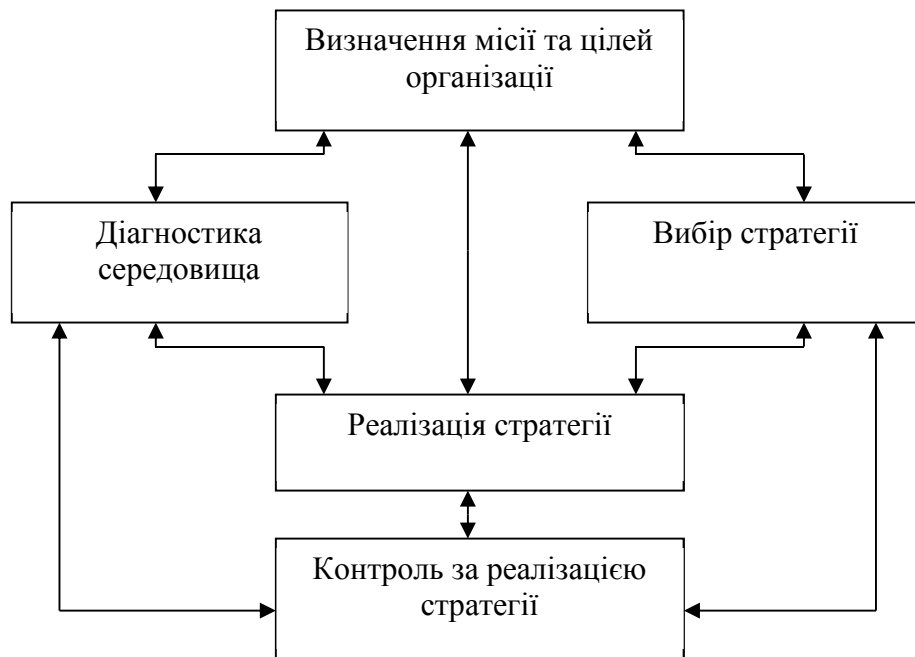 Визначення місії та цілей
організації
Діагностика
середовища
Вибір стратегії
Реалізація стратегії
Контроль за реалізацією
стратегії